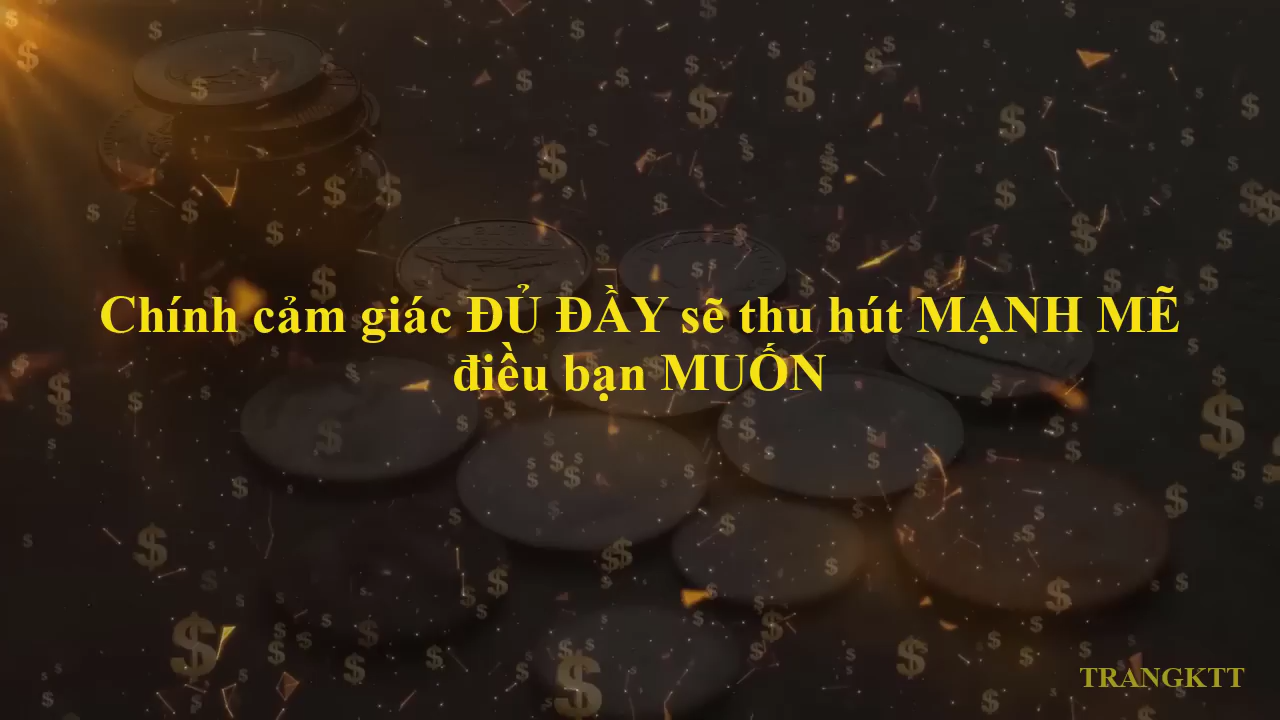 Chính cảm giác ĐỦ ĐẦY sẽ thu hút MẠNH MẼ
điều bạn MUỐN
TRANGKTT